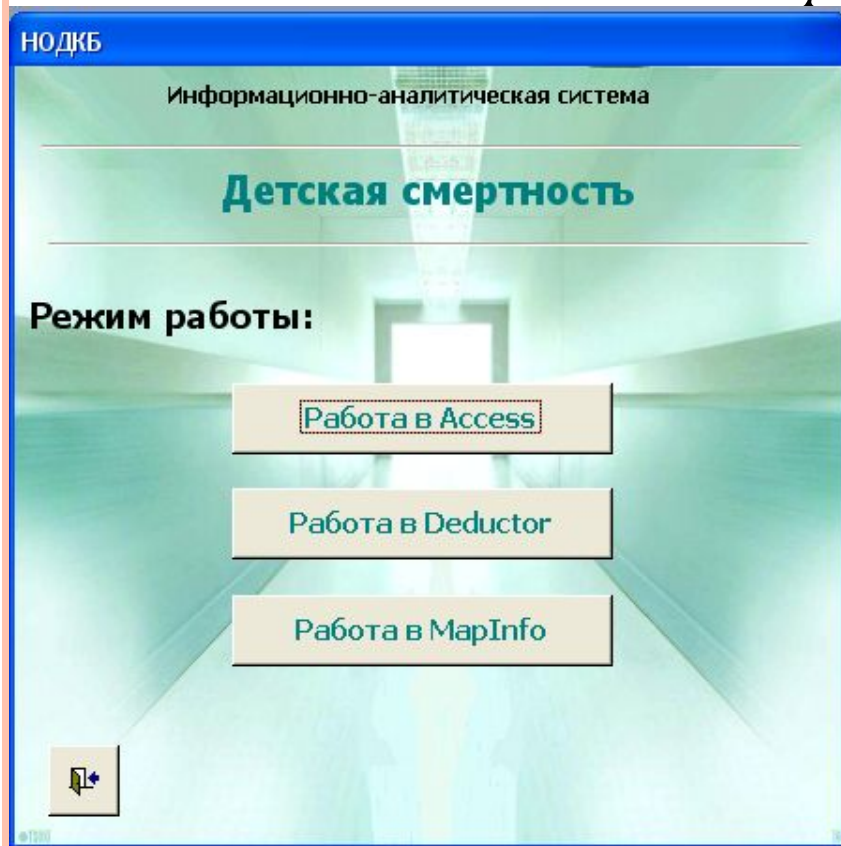 НОДКБ
Информационно-аналитическая система
Детская смертность
Режим работы:
Работа в Access
Работа в Deductor
Работа в MapInfo